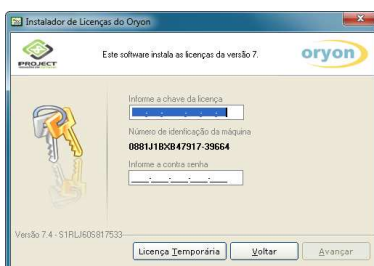 Instalador de Licenças do Oryon
PROJECT
Este software instala as licenças da versão 7.
oryon
Informe a chave da licença
Número de idenficação da máquina
0881J1BXB47917-39664
Informe a contra senha
Versão 7.4 - S1RLJ60S817533
Licença Temporária
Voltar
Avançar